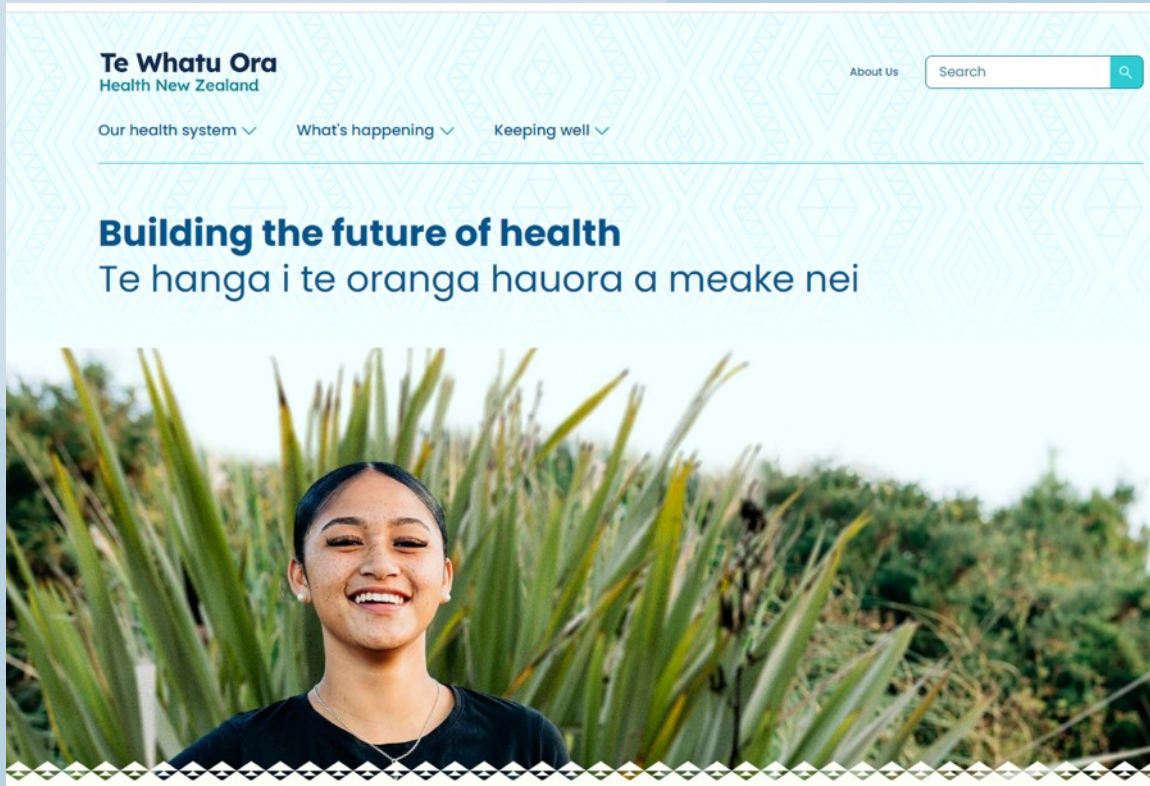 Te Whatu Ora
Health New Zealand
About Us
Search
Our health system
What's happening
Keeping well
Building the future of health
Te hanga i te oranga hauora a meake nei